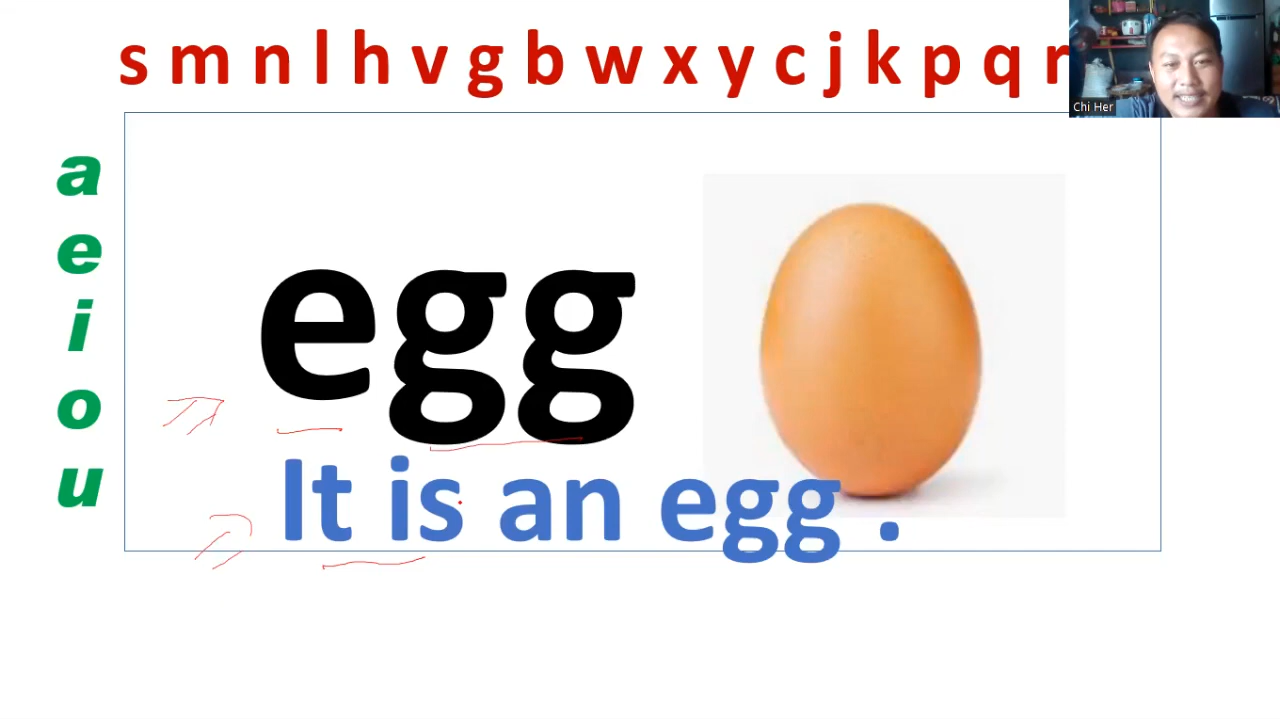 s m n l h v g b w x y c j k p q r
Chi Her
a
e
i
o
u
egg
It is an egg .